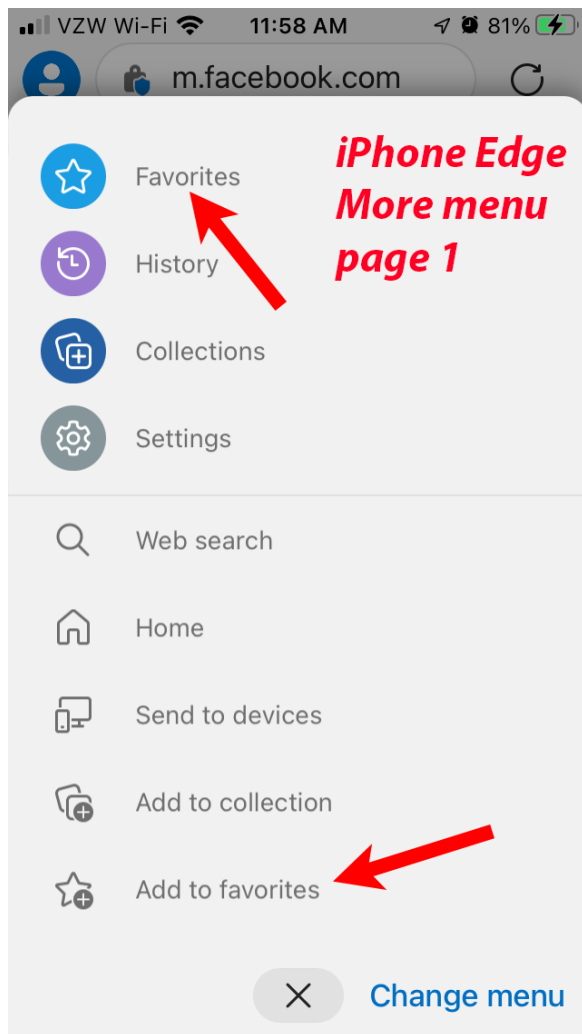 VZW Wi-Fi 11:58 AM 81%
m.facebook.com
iPhone Edge
Favorites
More menu
page 1
History
Collections
Settings
Web search
Home
Send to devices
Add to collection
Add to favorites
Change menu